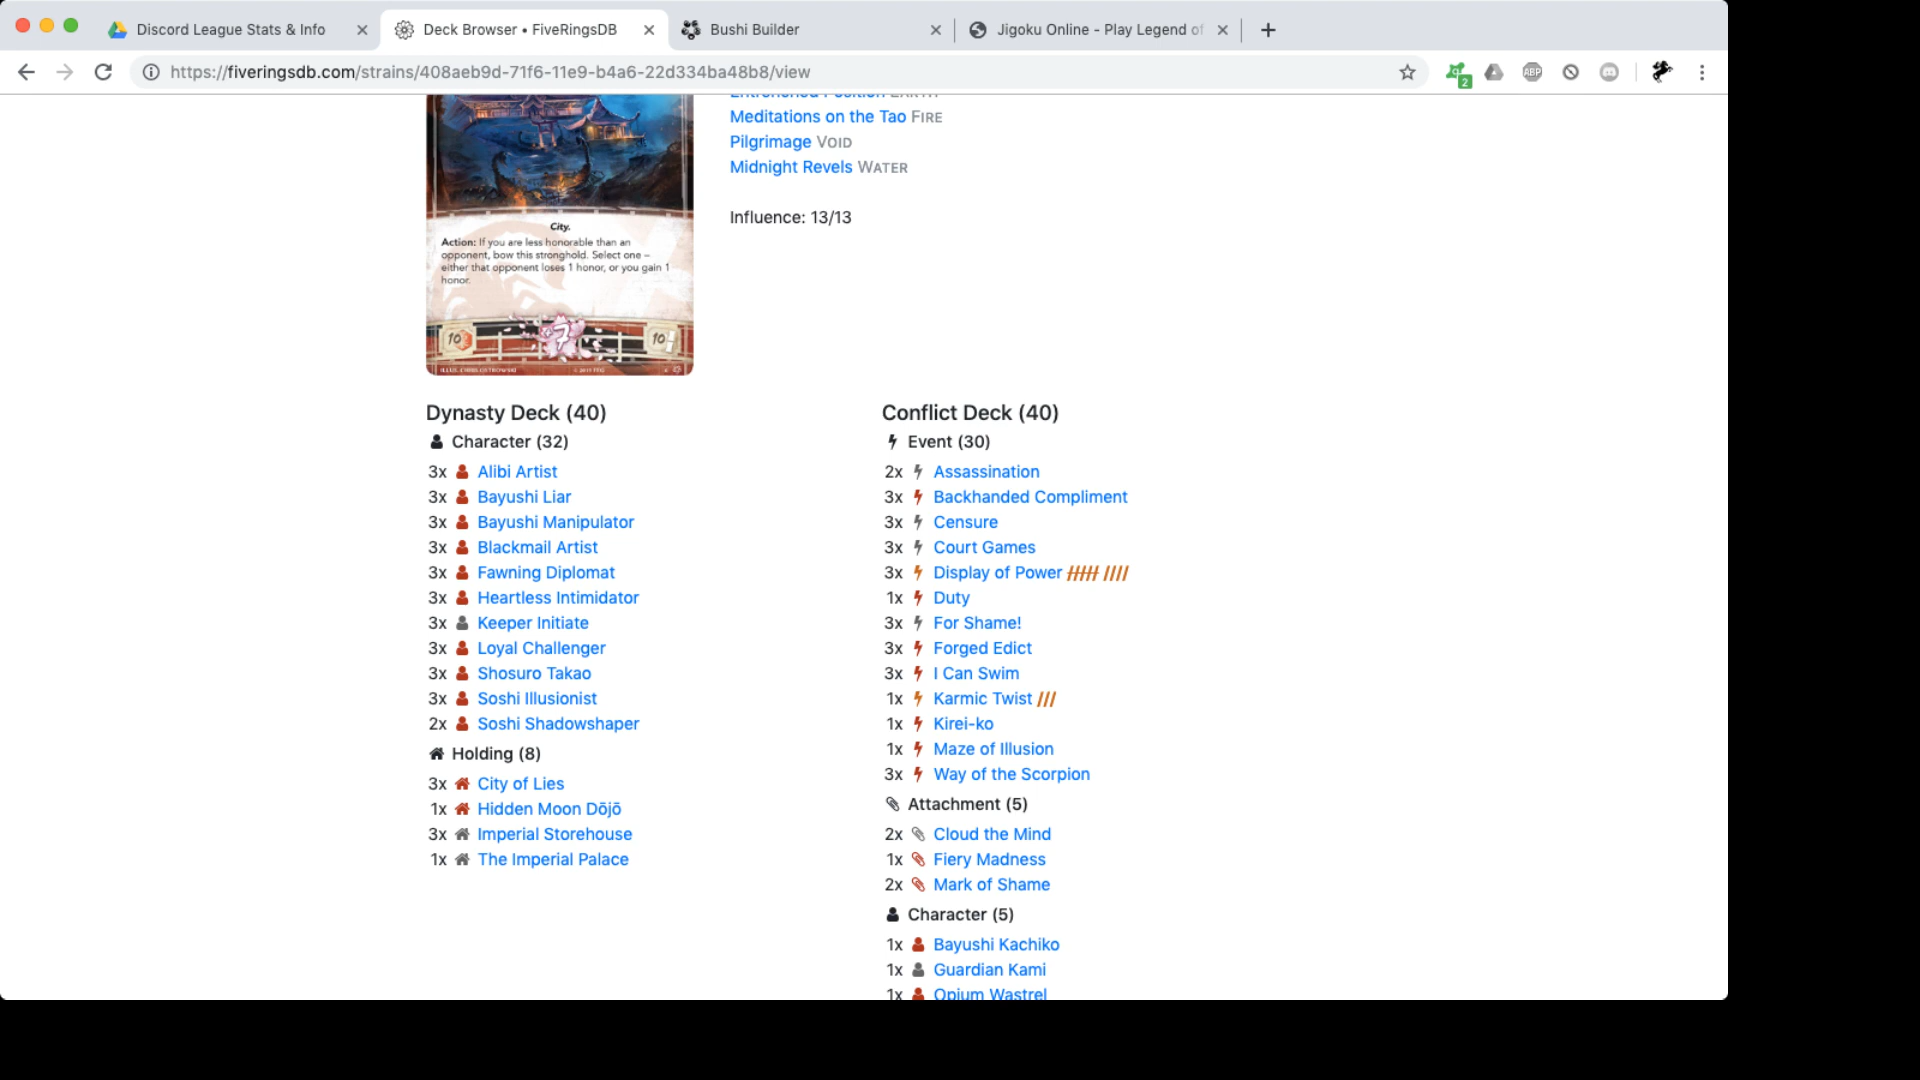 Discord League Stats & Info
Deck Browser • FiveRingsDB
Bushi Builder
Jigoku Online - Play Legend of
https://fiveringsdb.com/strains/408aeb9d-71f6-11e9-b4a6-22d334ba48b8/view
2
ABP
Entrenched Position EARTH
Meditations on the Tao FIRE
Pilgrimage VOID
Midnight Revels WATER
Influence: 13/13
City.
Action: If you are less honorable than an
opponent, bow this stronghold. Select one –
either that opponent loses 1 honor, or you gain 1
honor.
10
+7
10
Dynasty Deck (40)
Character (32)
3x Alibi Artist
3x Bayushi Liar
3x Bayushi Manipulator
3x Blackmail Artist
3x Fawning Diplomat
3x Heartless Intimidator
3x Keeper Initiate
3x Loyal Challenger
3x Shosuro Takao
3x Soshi Illusionist
2x Soshi Shadowshaper
Holding (8)
3x City of Lies
1x Hidden Moon Dōjō
3x Imperial Storehouse
1x The Imperial Palace
Conflict Deck (40)
Event (30)
2x Assassination
3x Backhanded Compliment
3x Censure
3x Court Games
3x Display of Power
1x Duty
3x For Shame!
3x Forged Edict
3x I Can Swim
1x Karmic Twist
1x Kirei-ko
1x Maze of Illusion
3x Way of the Scorpion
Attachment (5)
2x Cloud the Mind
1x Fiery Madness
2x Mark of Shame
Character (5)
1x Bayushi Kachiko
1x Guardian Kami
1x Opium Wastrel